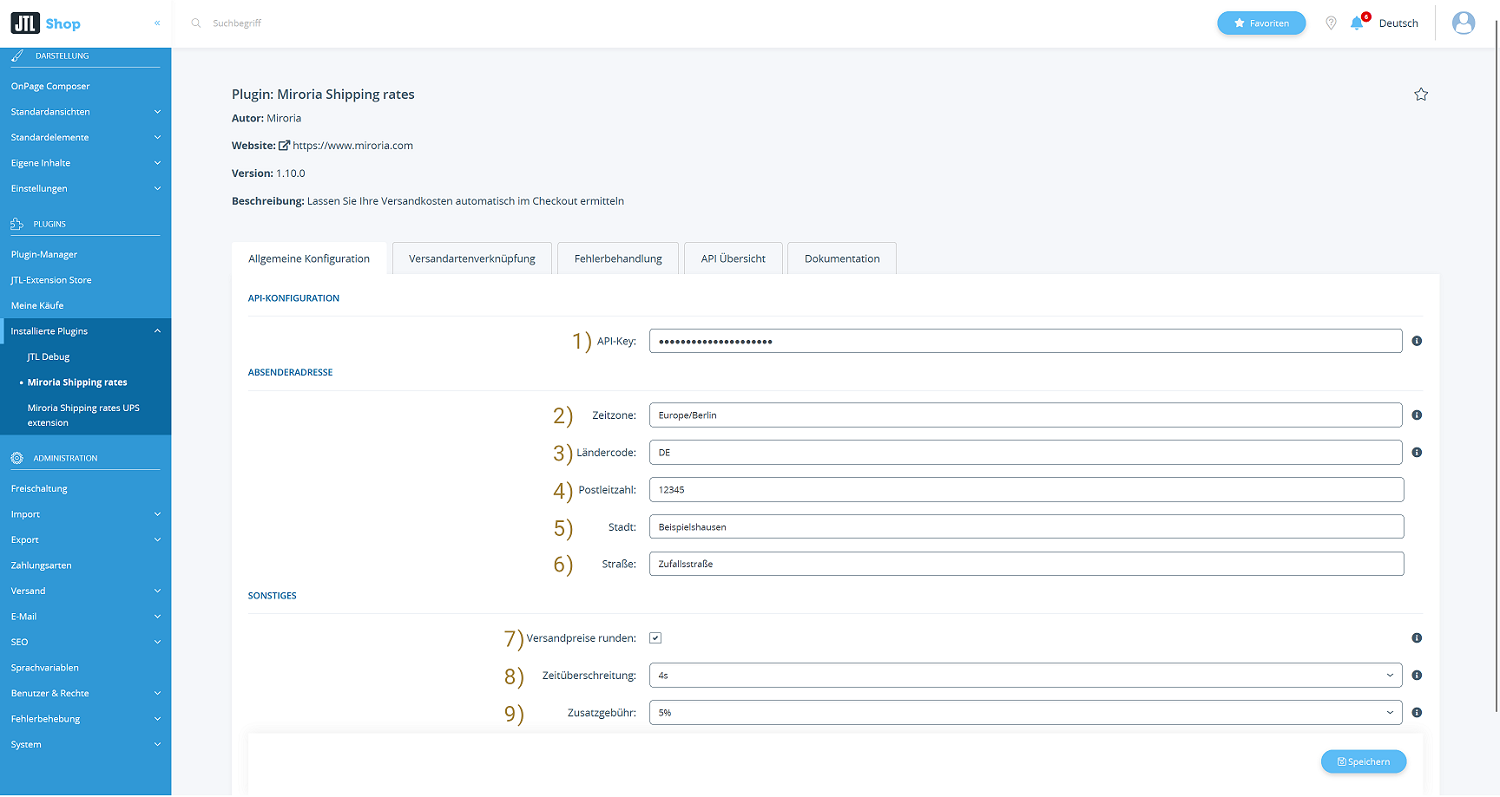 JTL Shop
«
Suchbegriff
Favoriten
6
Deutsch
DARSTELLUNG
OnPage Composer
Standardansichten
Standardelemente
Eigene Inhalte
Einstellungen
PLUGINS
Plugin-Manager
JTL-Extension Store
Meine Käufe
Installierte Plugins
JTL Debug
• Miroria Shipping rates
Miroria Shipping rates UPS
extension
ADMINISTRATION
Freischaltung
Import
Export
Zahlungsarten
Versand
E-Mail
SEO
Sprachvariablen
Benutzer & Rechte
Fehlerbehebung
System
Plugin: Miroria Shipping rates
Autor: Miroria
Website: https://www.miroria.com
Version: 1.10.0
Beschreibung: Lassen Sie Ihre Versandkosten automatisch im Checkout ermitteln
Allgemeine Konfiguration
Versandartenverknüpfung
Fehlerbehandlung
API Übersicht
Dokumentation
API-KONFIGURATION
1) API-Key: •••••••••••••••••••••
ABSENDERADRESSE
2) Zeitzone: Europe/Berlin
3) Ländercode: DE
4) Postleitzahl: 12345
5) Stadt: Beispielshausen
6) Straße: Zufallsstraße
SONSTIGES
7) Versandpreise runden:
8) Zeitüberschreitung: 4s
9) Zusatzgebühr: 5%
Speichern